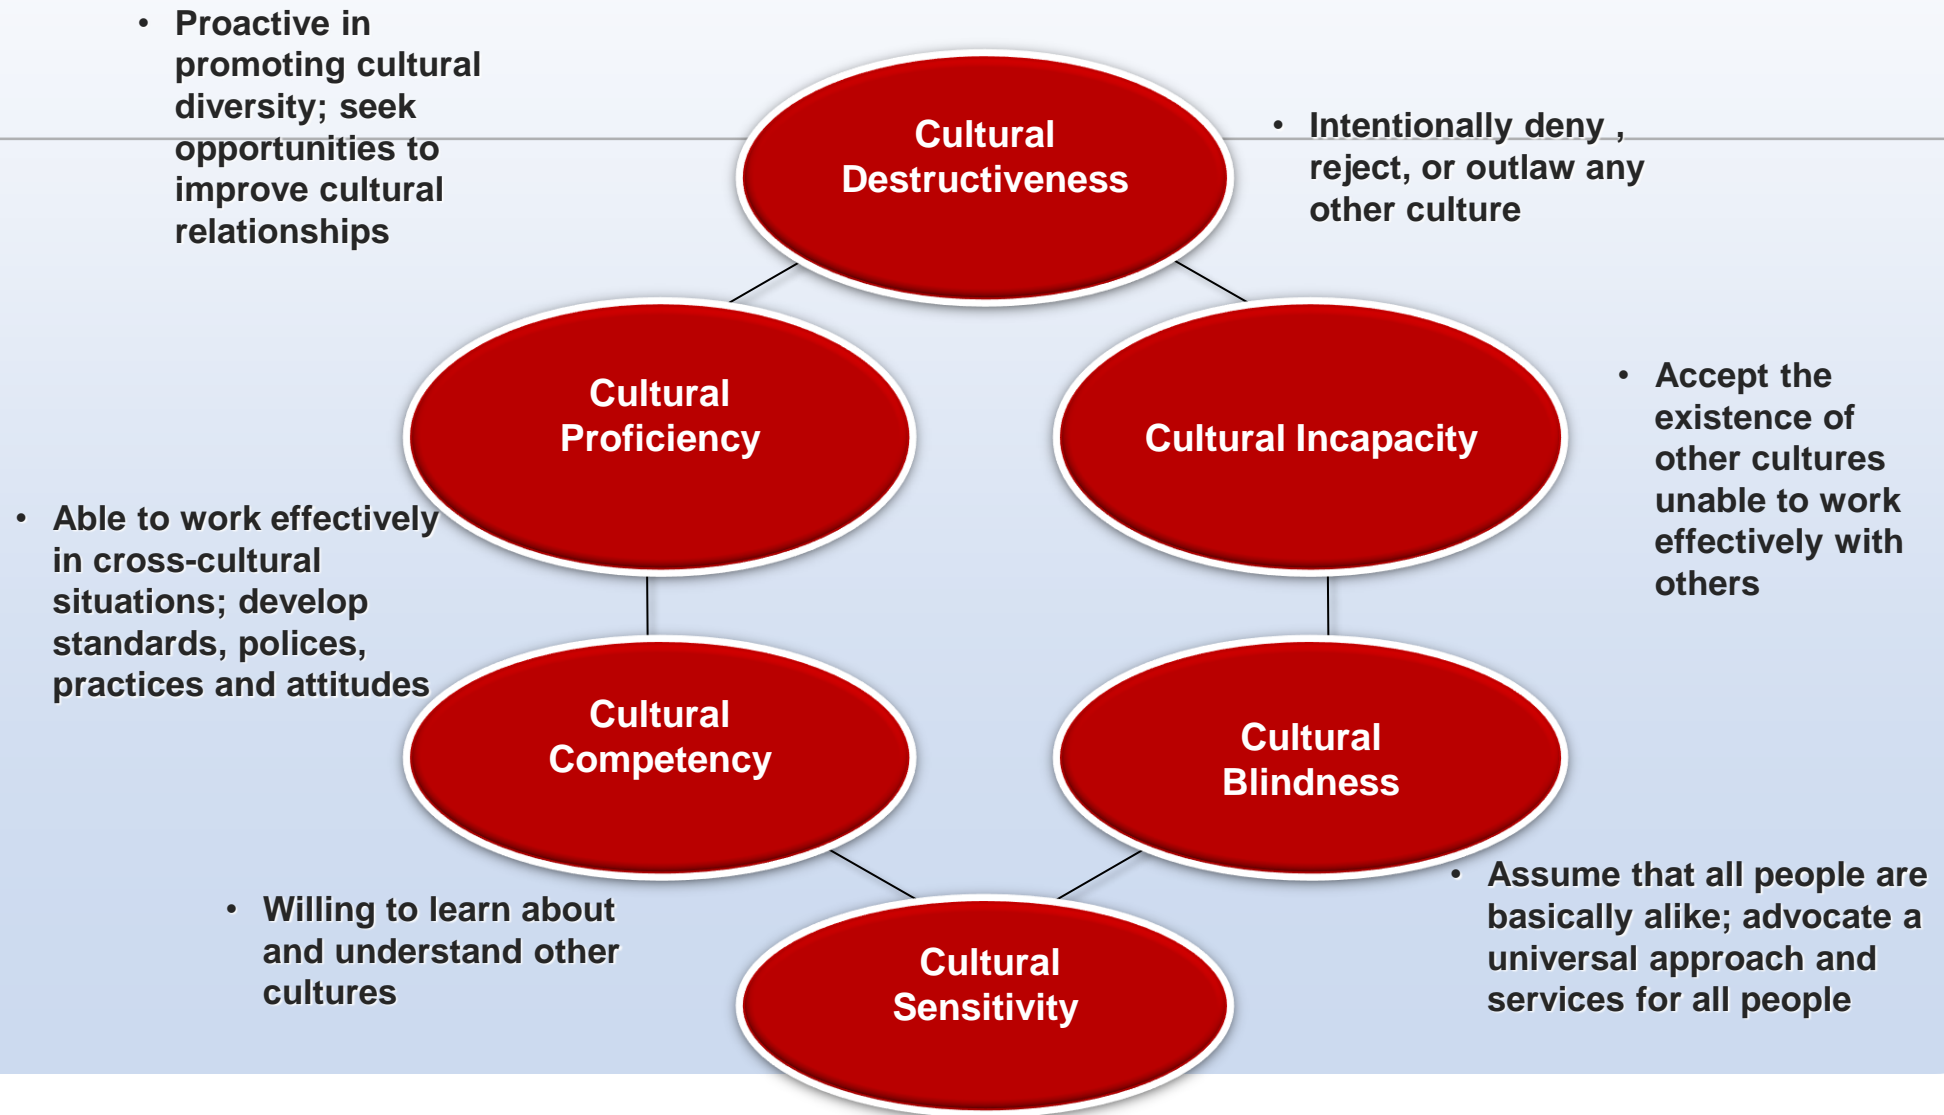 • Proactive in
promoting cultural
diversity; seek
opportunities to
improve cultural
relationships
Cultural
Destructiveness
• Intentionally deny ,
reject, or outlaw any
other culture
Cultural
Proficiency
Cultural Incapacity
• Accept the
existence of
other cultures
unable to work
effectively with
others
• Able to work effectively
in cross-cultural
situations; develop
standards, polices,
practices and attitudes
Cultural
Competency
Cultural
Blindness
• Assume that all people are
basically alike; advocate a
universal approach and
services for all people
• Willing to learn about
and understand other
cultures
Cultural
Sensitivity